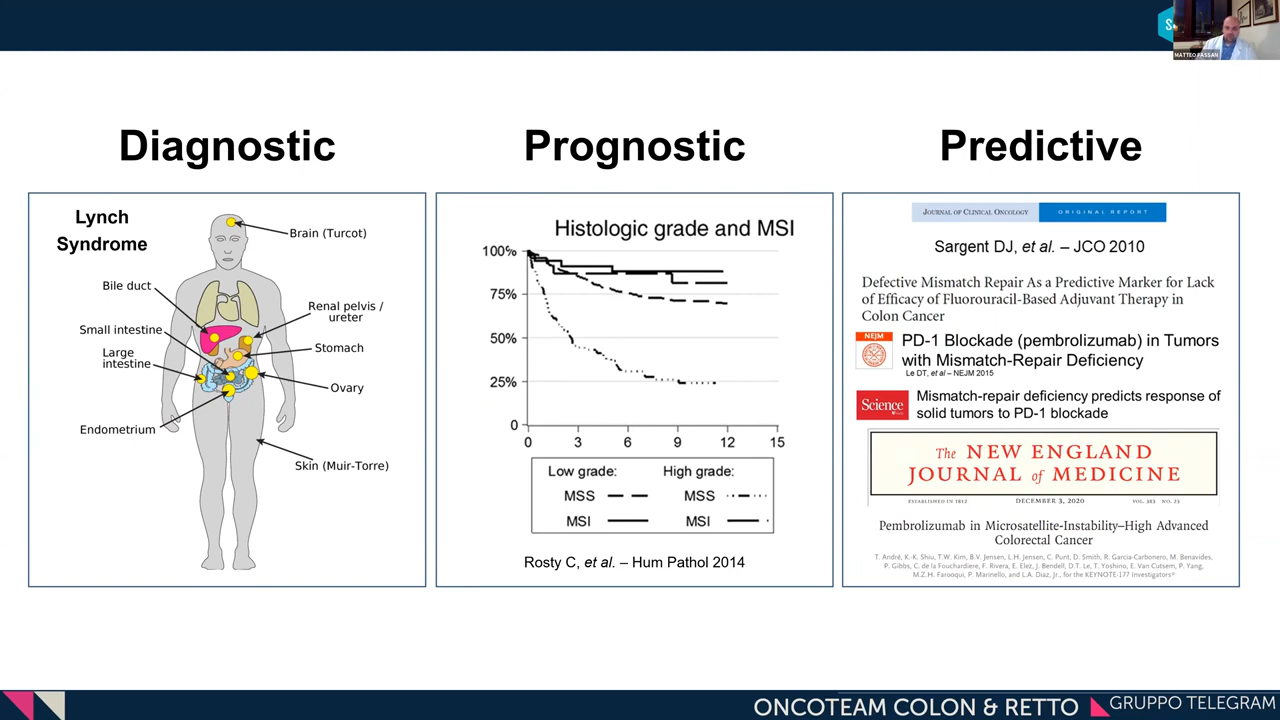 MATTEO FASSAN
Diagnostic
Prognostic
Predictive
Lynch
Syndrome
Brain (Turcot)
Bile duct
Renal pelvis /
ureter
Small intestine
Stomach
Large
intestine
Ovary
Endometrium
Skin (Muir-Torre)
Histologic grade and MSI
100%
75%
50%
25%
0
0 3 6 9 12 15
Low grade: High grade:
MSS MSS
MSI MSI
Rosty C, et al. – Hum Pathol 2014
JOURNAL OF CLINICAL ONCOLOGY ORIGINAL REPORT
Sargent DJ, et al. – JCO 2010
Defective Mismatch Repair As a Predictive Marker for Lack
of Efficacy of Fluorouracil-Based Adjuvant Therapy in
Colon Cancer
NEJM
PD-1 Blockade (pembrolizumab) in Tumors
with Mismatch-Repair Deficiency
Le DT, et al – NEJM 2015
Science
Mismatch-repair deficiency predicts response of
solid tumors to PD-1 blockade
The NEW ENGLAND
JOURNAL of MEDICINE
ESTABLISHED IN 1812 DECEMBER 3, 2020 VOL. 383 NO. 23
Pembrolizumab in Microsatellite-Instability–High Advanced
Colorectal Cancer
T. André, K.-K. Shiu, T.W. Kim, B.V. Jensen, L.H. Jensen, C. Punt, D. Smith, R. Garcia-Carbonero, M. Benavides,
P. Gibbs, C. de la Fouchardiere, F. Rivera, E. Elez, J. Bendell, D.T. Le, T. Yoshino, E. Van Cutsem, P. Yang,
M.Z.H. Farooqui, P. Marinello, and L.A. Diaz, Jr., for the KEYNOTE-177 Investigators*
ONCOTEAM COLON & RETTO
GRUPPO TELEGRAM